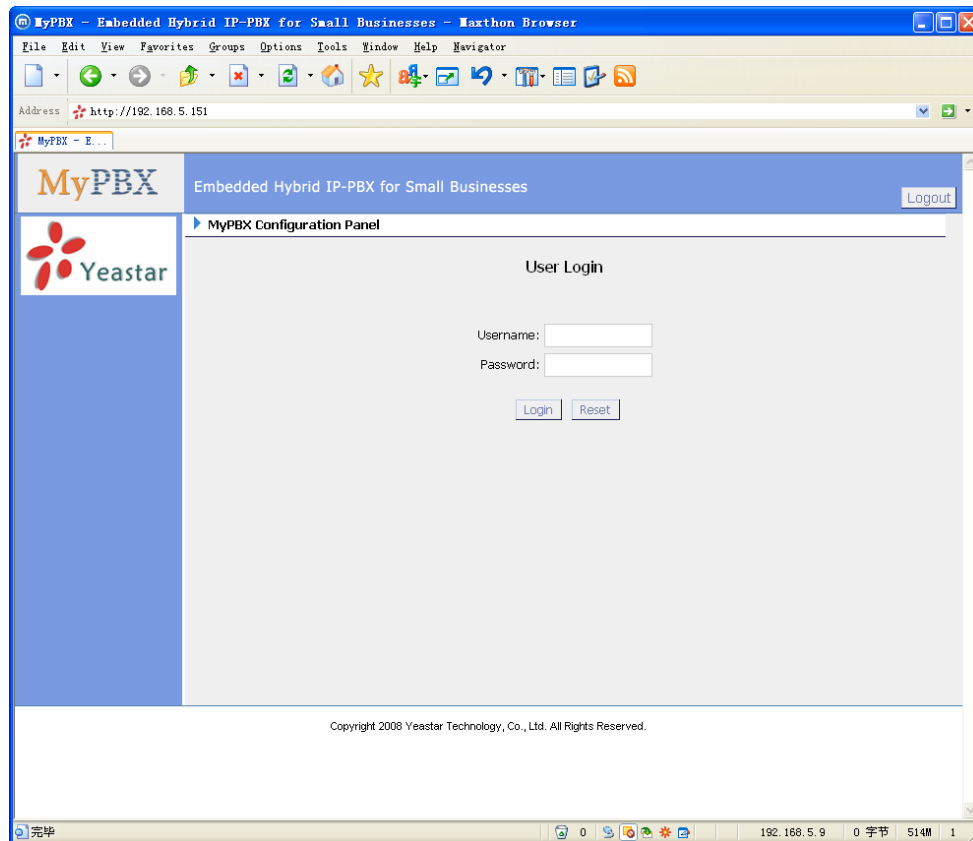 MyPBX - Embedded Hybrid IP-PBX for Small Businesses - Maxthon Browser
File Edit View Favorites Groups Options Tools Window Help Navigator
Address http://192.168.5.151
MyPBX - E...
MyPBX
Embedded Hybrid IP-PBX for Small Businesses
Logout
Yeastar
MyPBX Configuration Panel
User Login
Username:
Password:
Login Reset
Copyright 2008 Yeastar Technology, Co., Ltd. All Rights Reserved.
完毕 0 192.168.5.9 0 字节 514M 1